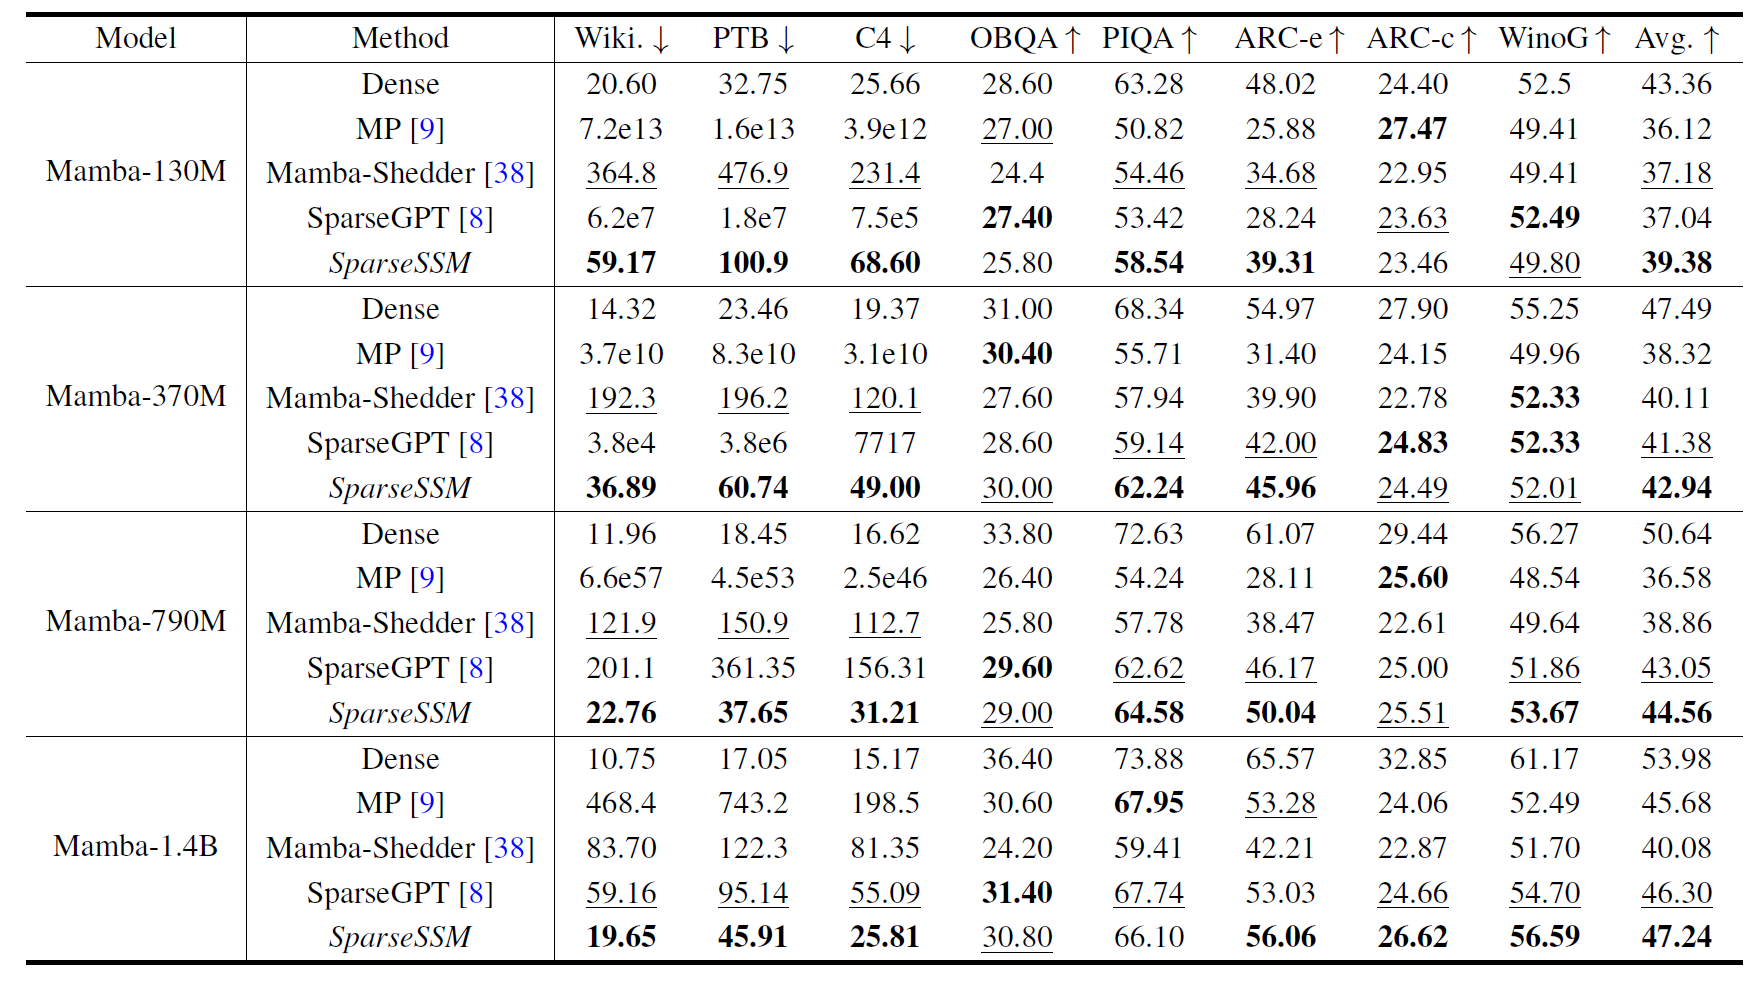 Model Method Wiki. ↓ PTB ↓ C4 ↓ OBQA ↑ PIQA ↑ ARC-e ↑ ARC-c ↑ WinoG ↑ Avg. ↑
Dense 20.60 32.75 25.66 28.60 63.28 48.02 24.40 52.5 43.36
MP [9] 7.2e13 1.6e13 3.9e12 27.00 50.82 25.88 27.47 49.41 36.12
Mamba-130M Mamba-Shedder [38] 364.8 476.9 231.4 24.4 54.46 34.68 22.95 49.41 37.18
SparseGPT [8] 6.2e7 1.8e7 7.5e5 27.40 53.42 28.24 23.63 52.49 37.04
SparseSSM 59.17 100.9 68.60 25.80 58.54 39.31 23.46 49.80 39.38
Dense 14.32 23.46 19.37 31.00 68.34 54.97 27.90 55.25 47.49
MP [9] 3.7e10 8.3e10 3.1e10 30.40 55.71 31.40 24.15 49.96 38.32
Mamba-370M Mamba-Shedder [38] 192.3 196.2 120.1 27.60 57.94 39.90 22.78 52.33 40.11
SparseGPT [8] 3.8e4 3.8e6 7717 28.60 59.14 42.00 24.83 52.33 41.38
SparseSSM 36.89 60.74 49.00 30.00 62.24 45.96 24.49 52.01 42.94
Dense 11.96 18.45 16.62 33.80 72.63 61.07 29.44 56.27 50.64
MP [9] 6.6e57 4.5e53 2.5e46 26.40 54.24 28.11 25.60 48.54 36.58
Mamba-790M Mamba-Shedder [38] 121.9 150.9 112.7 25.80 57.78 38.47 22.61 49.64 38.86
SparseGPT [8] 201.1 361.35 156.31 29.60 62.62 46.17 25.00 51.86 43.05
SparseSSM 22.76 37.65 31.21 29.00 64.58 50.04 25.51 53.67 44.56
Dense 10.75 17.05 15.17 36.40 73.88 65.57 32.85 61.17 53.98
MP [9] 468.4 743.2 198.5 30.60 67.95 53.28 24.06 52.49 45.68
Mamba-1.4B Mamba-Shedder [38] 83.70 122.3 81.35 24.20 59.41 42.21 22.87 51.70 40.08
SparseGPT [8] 59.16 95.14 55.09 31.40 67.74 53.03 24.66 54.70 46.30
SparseSSM 19.65 45.91 25.81 30.80 66.10 56.06 26.62 56.59 47.24